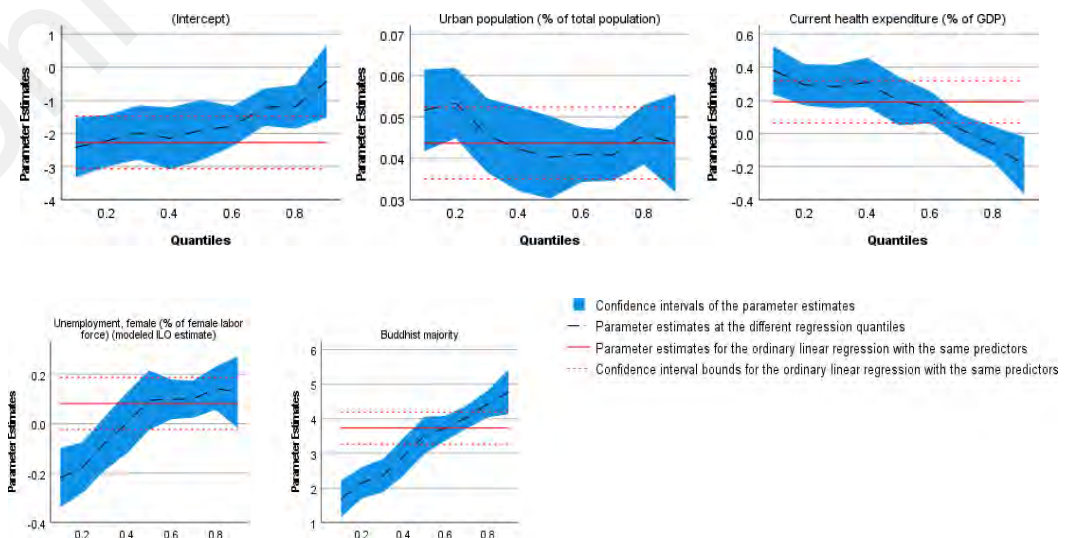 (Intercept)
Urban population (% of total population)
Current health expenditure (% of GDP)
Parameter Estimates
1
0
-1
-2
-3
-4
0.2
0.4
0.6
0.8
Quantiles
Parameter Estimates
0.07
0.06
0.05
0.04
0.03
0.2
0.4
0.6
0.8
Quantiles
Parameter Estimates
0.6
0.4
0.2
0.0
-0.2
-0.4
0.2
0.4
0.6
0.8
Quantiles
Unemployment, female (% of female labor
force) (modeled ILO estimate)
Parameter Estimates
0.2
0.0
-0.2
-0.4
0.2
0.4
0.6
0.8
Buddhist majority
Parameter Estimates
6
5
4
3
2
1
0.2
0.4
0.6
0.8
Confidence intervals of the parameter estimates
Parameter estimates at the different regression quantiles
Parameter estimates for the ordinary linear regression with the same predictors
Confidence interval bounds for the ordinary linear regression with the same predictors